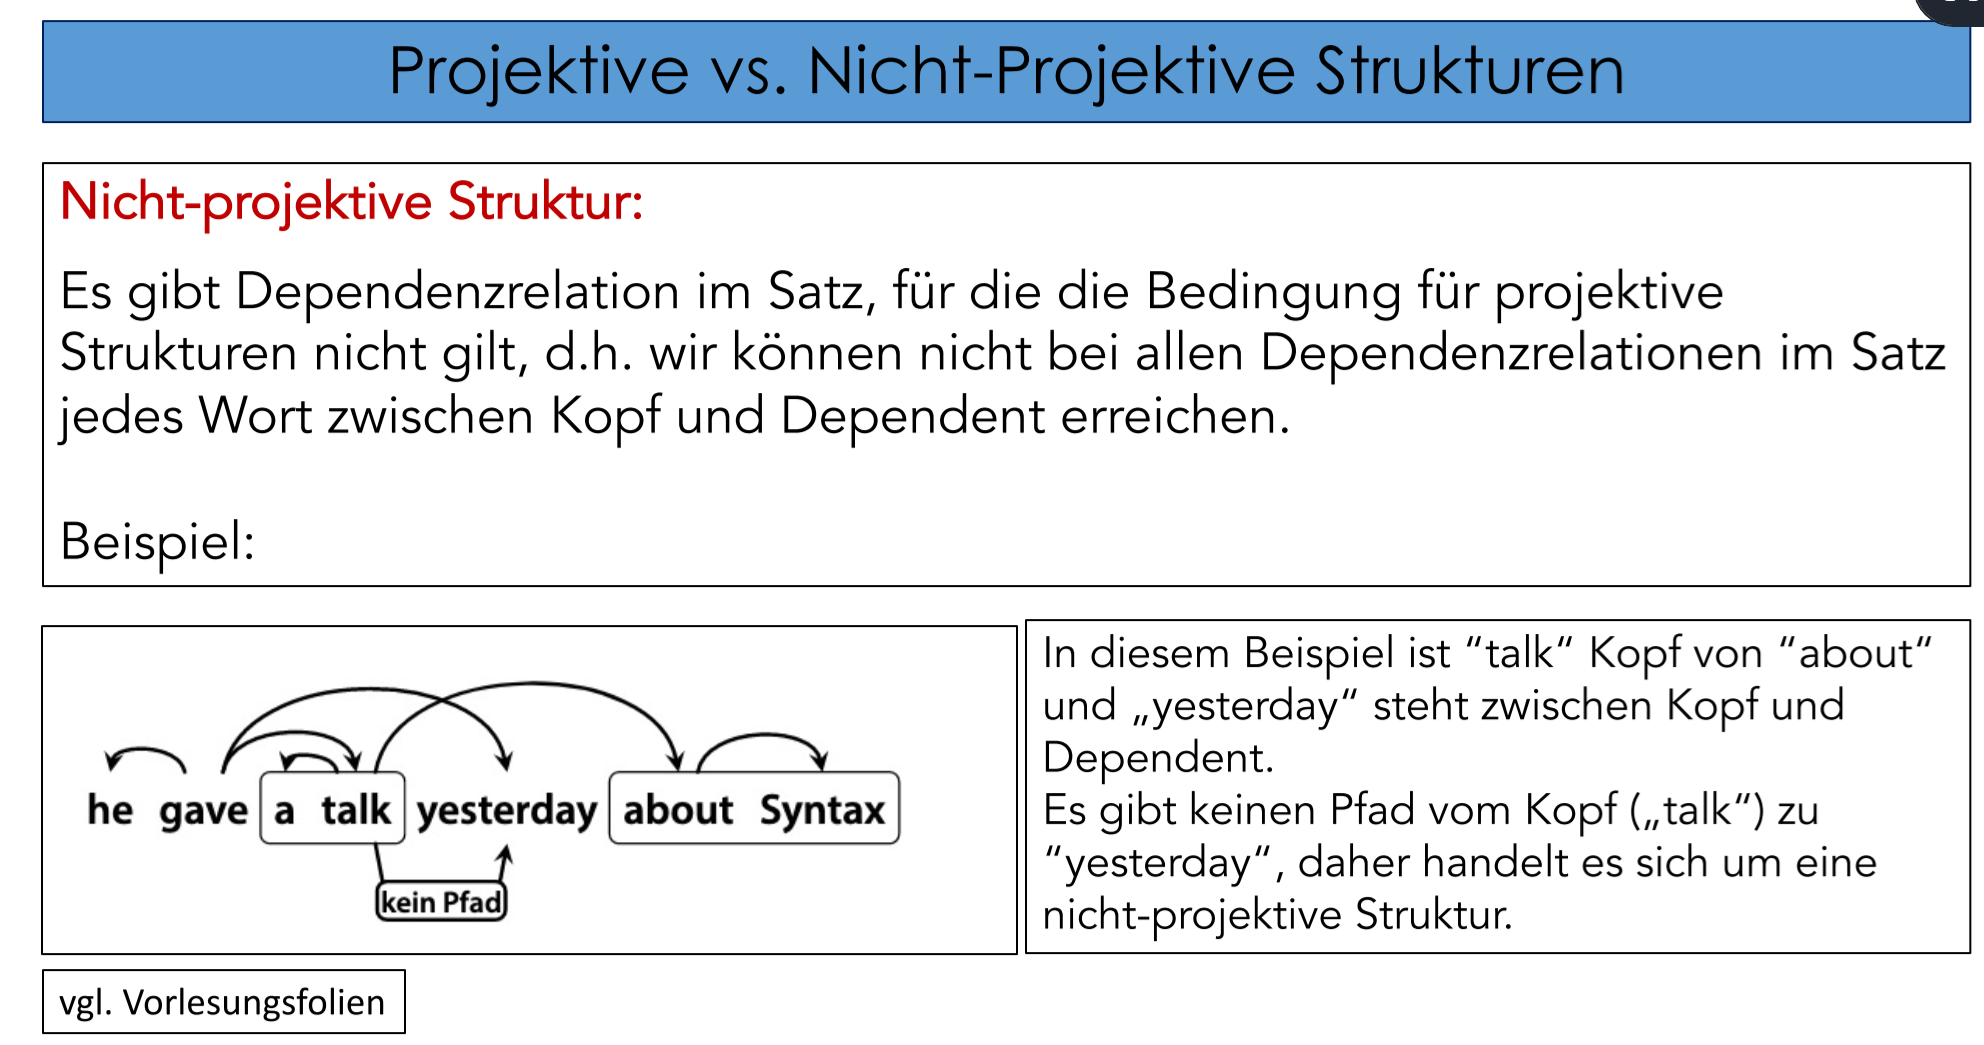 Projektive vs. Nicht-Projektive Strukturen
Nicht-projektive Struktur:
Es gibt Dependenzrelation im Satz, für die die Bedingung für projektive
Strukturen nicht gilt, d.h. wir können nicht bei allen Dependenzrelationen im Satz
jedes Wort zwischen Kopf und Dependent erreichen.
Beispiel:
he gave a talk yesterday about Syntax
kein Pfad
In diesem Beispiel ist “talk“ Kopf von “about“
und „yesterday“ steht zwischen Kopf und
Dependent.
Es gibt keinen Pfad vom Kopf („talk“) zu
“yesterday“, daher handelt es sich um eine
nicht-projektive Struktur.
vgl. Vorlesungsfolien